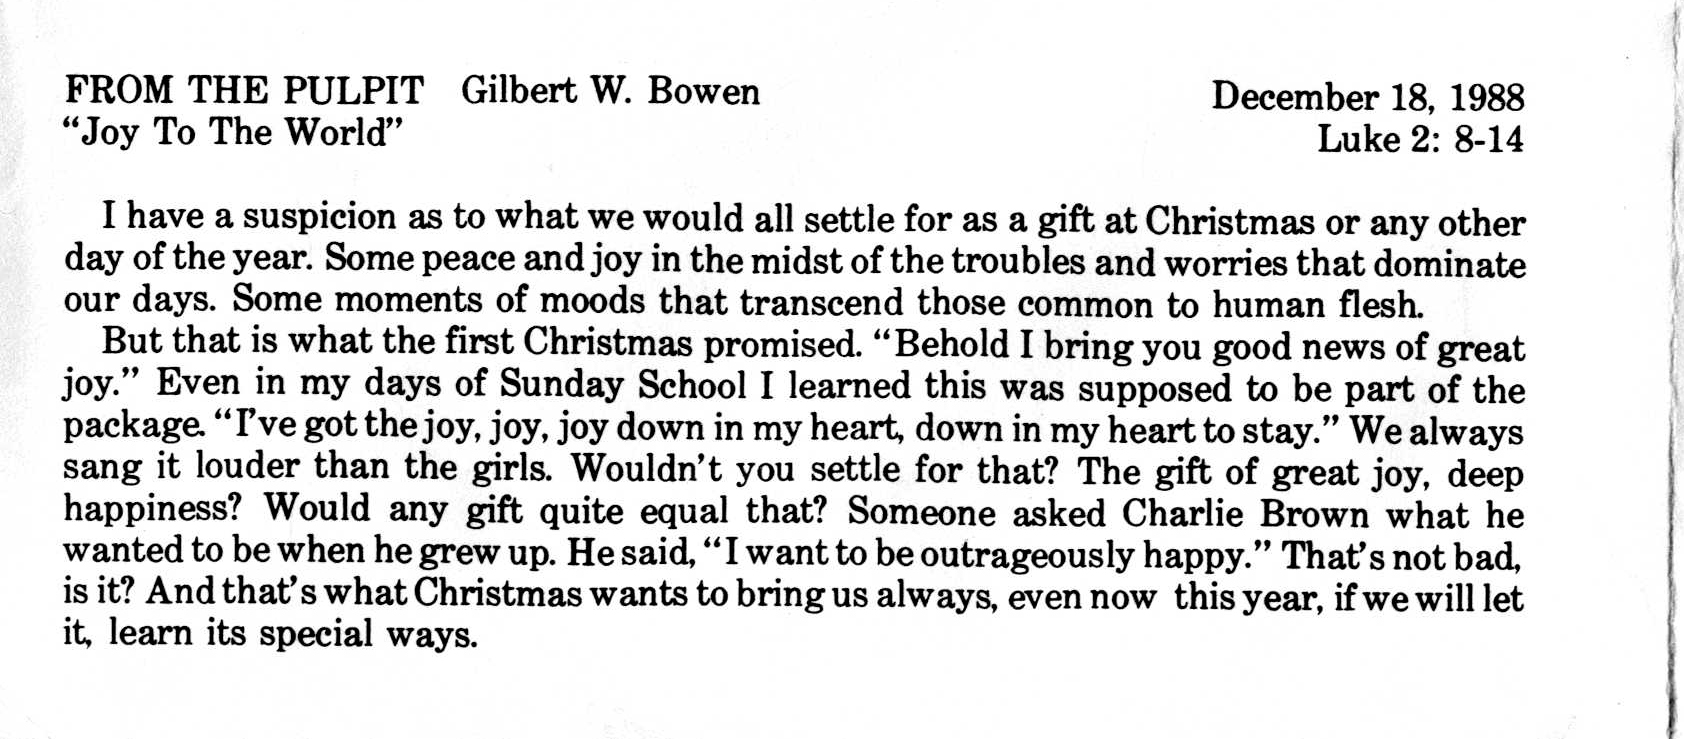 FROM THE PULPIT Gilbert W. Bowen December 18, 1988
“Joy To The World” Luke 2: 8-14
I have a suspicion as to what we would all settle for as a gift at Christmas or any other
day of the year. Some peace and joy in the midst of the troubles and worries that dominate
our days. Some moments of moods that transcend those common to human flesh.
But that is what the first Christmas promised. “Behold I bring you good news of great
joy.” Even in my days of Sunday School I learned this was supposed to be part of the
package. “I’ve got the joy, joy, joy down in my heart, down in my heart to stay.” We always
sang it louder than the girls. Wouldn’t you settle for that? The gift of great joy, deep
happiness? Would any gift quite equal that? Someone asked Charlie Brown what he
wanted to be when he grew up. He said, “I want to be outrageously happy.” That’s not bad,
is it? And that’s what Christmas wants to bring us always, even now this year, if we will let
it, learn its special ways.